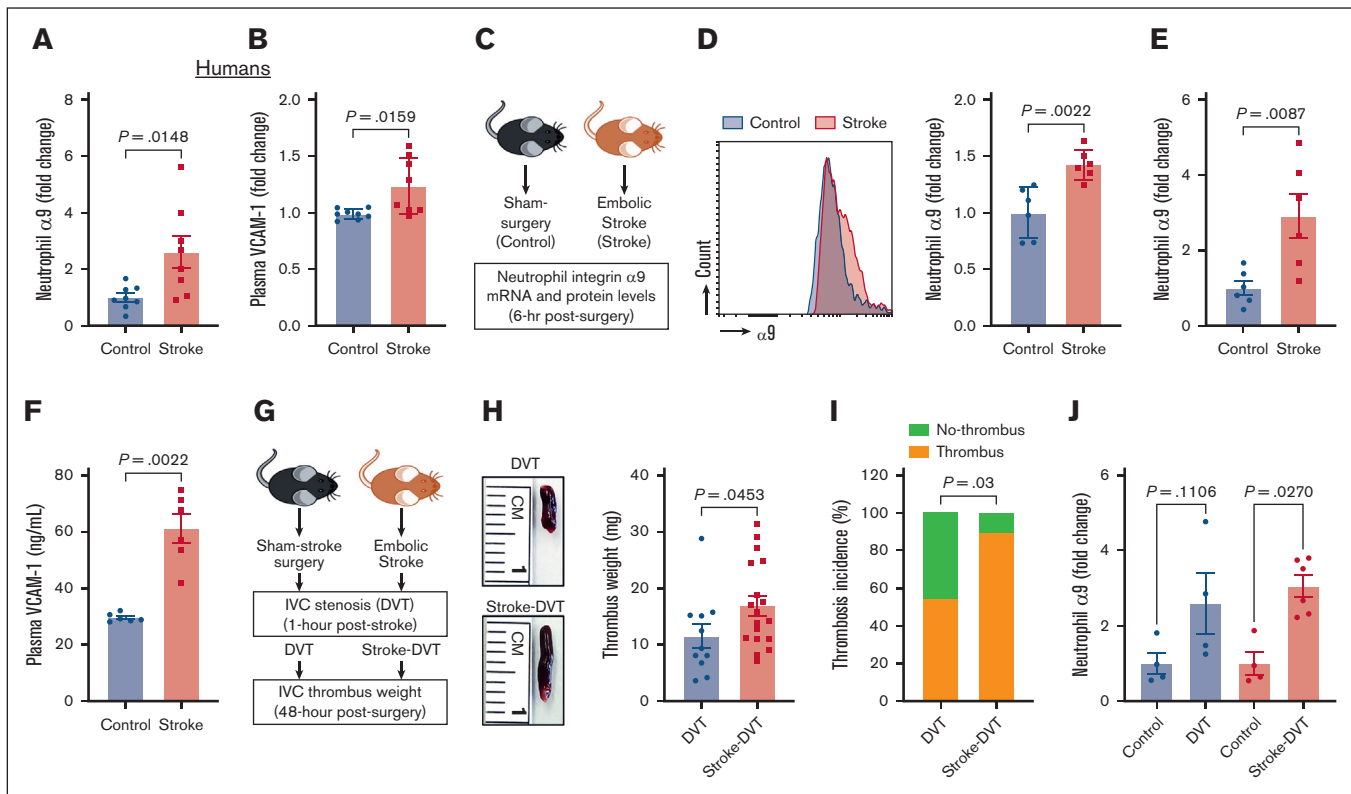 A
Humans
Neutrophil α9 (fold change)
8
6
4
2
0
P = .0148
Control
Stroke
B
Plasma VCAM-1 (fold change)
2.0
1.5
1.0
0.5
0.0
P = .0159
Control
Stroke
C
Sham-
surgery
(Control)
Embolic
Stroke
(Stroke)
Neutrophil integrin α9
mRNA and protein levels
(6-hr post-surgery)
D
Control
Stroke
Count
α9
Neutrophil α9 (fold change)
2.0
1.5
1.0
0.5
0.0
P = .0022
Control
Stroke
E
Neutrophil α9 (fold change)
6
4
2
0
P = .0087
Control
Stroke
F
Plasma VCAM-1 (ng/mL)
80
60
40
20
0
P = .0022
Control
Stroke
G
Sham-stroke
surgery
Embolic
Stroke
IVC stenosis (DVT)
(1-hour post-stroke)
DVT
Stroke-DVT
IVC thrombus weight
(48-hour post-surgery)
H
DVT
CM
1
Stroke-DVT
CM
1
Thrombus weight (mg)
40
30
20
10
0
P = .0453
DVT
Stroke-DVT
I
No-thrombus
Thrombus
Thrombosis incidence (%)
120
100
80
60
40
20
0
P = .03
DVT
Stroke-DVT
J
Neutrophil α9 (fold change)
6
4
2
0
P = .1106
P = .0270
Control
DVT
Control
Stroke-DVT